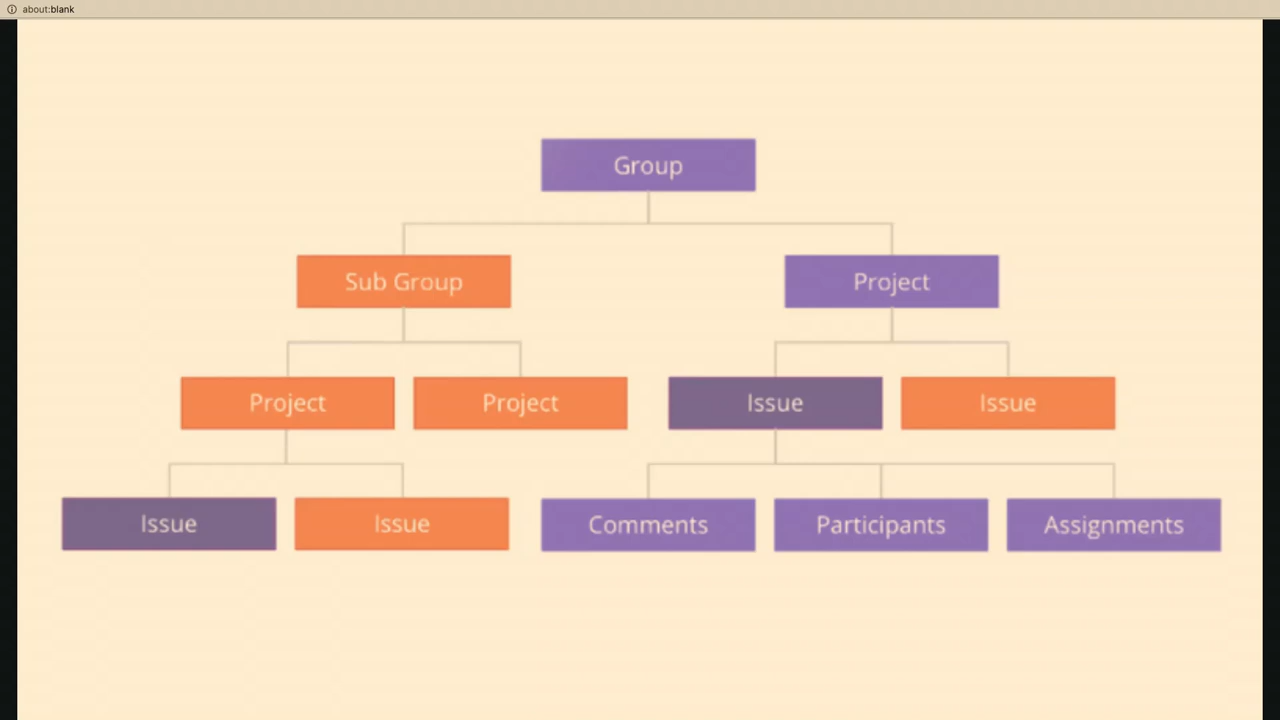 about:blank
Group
Sub Group
Project
Project
Project
Issue
Issue
Issue
Issue
Comments
Participants
Assignments